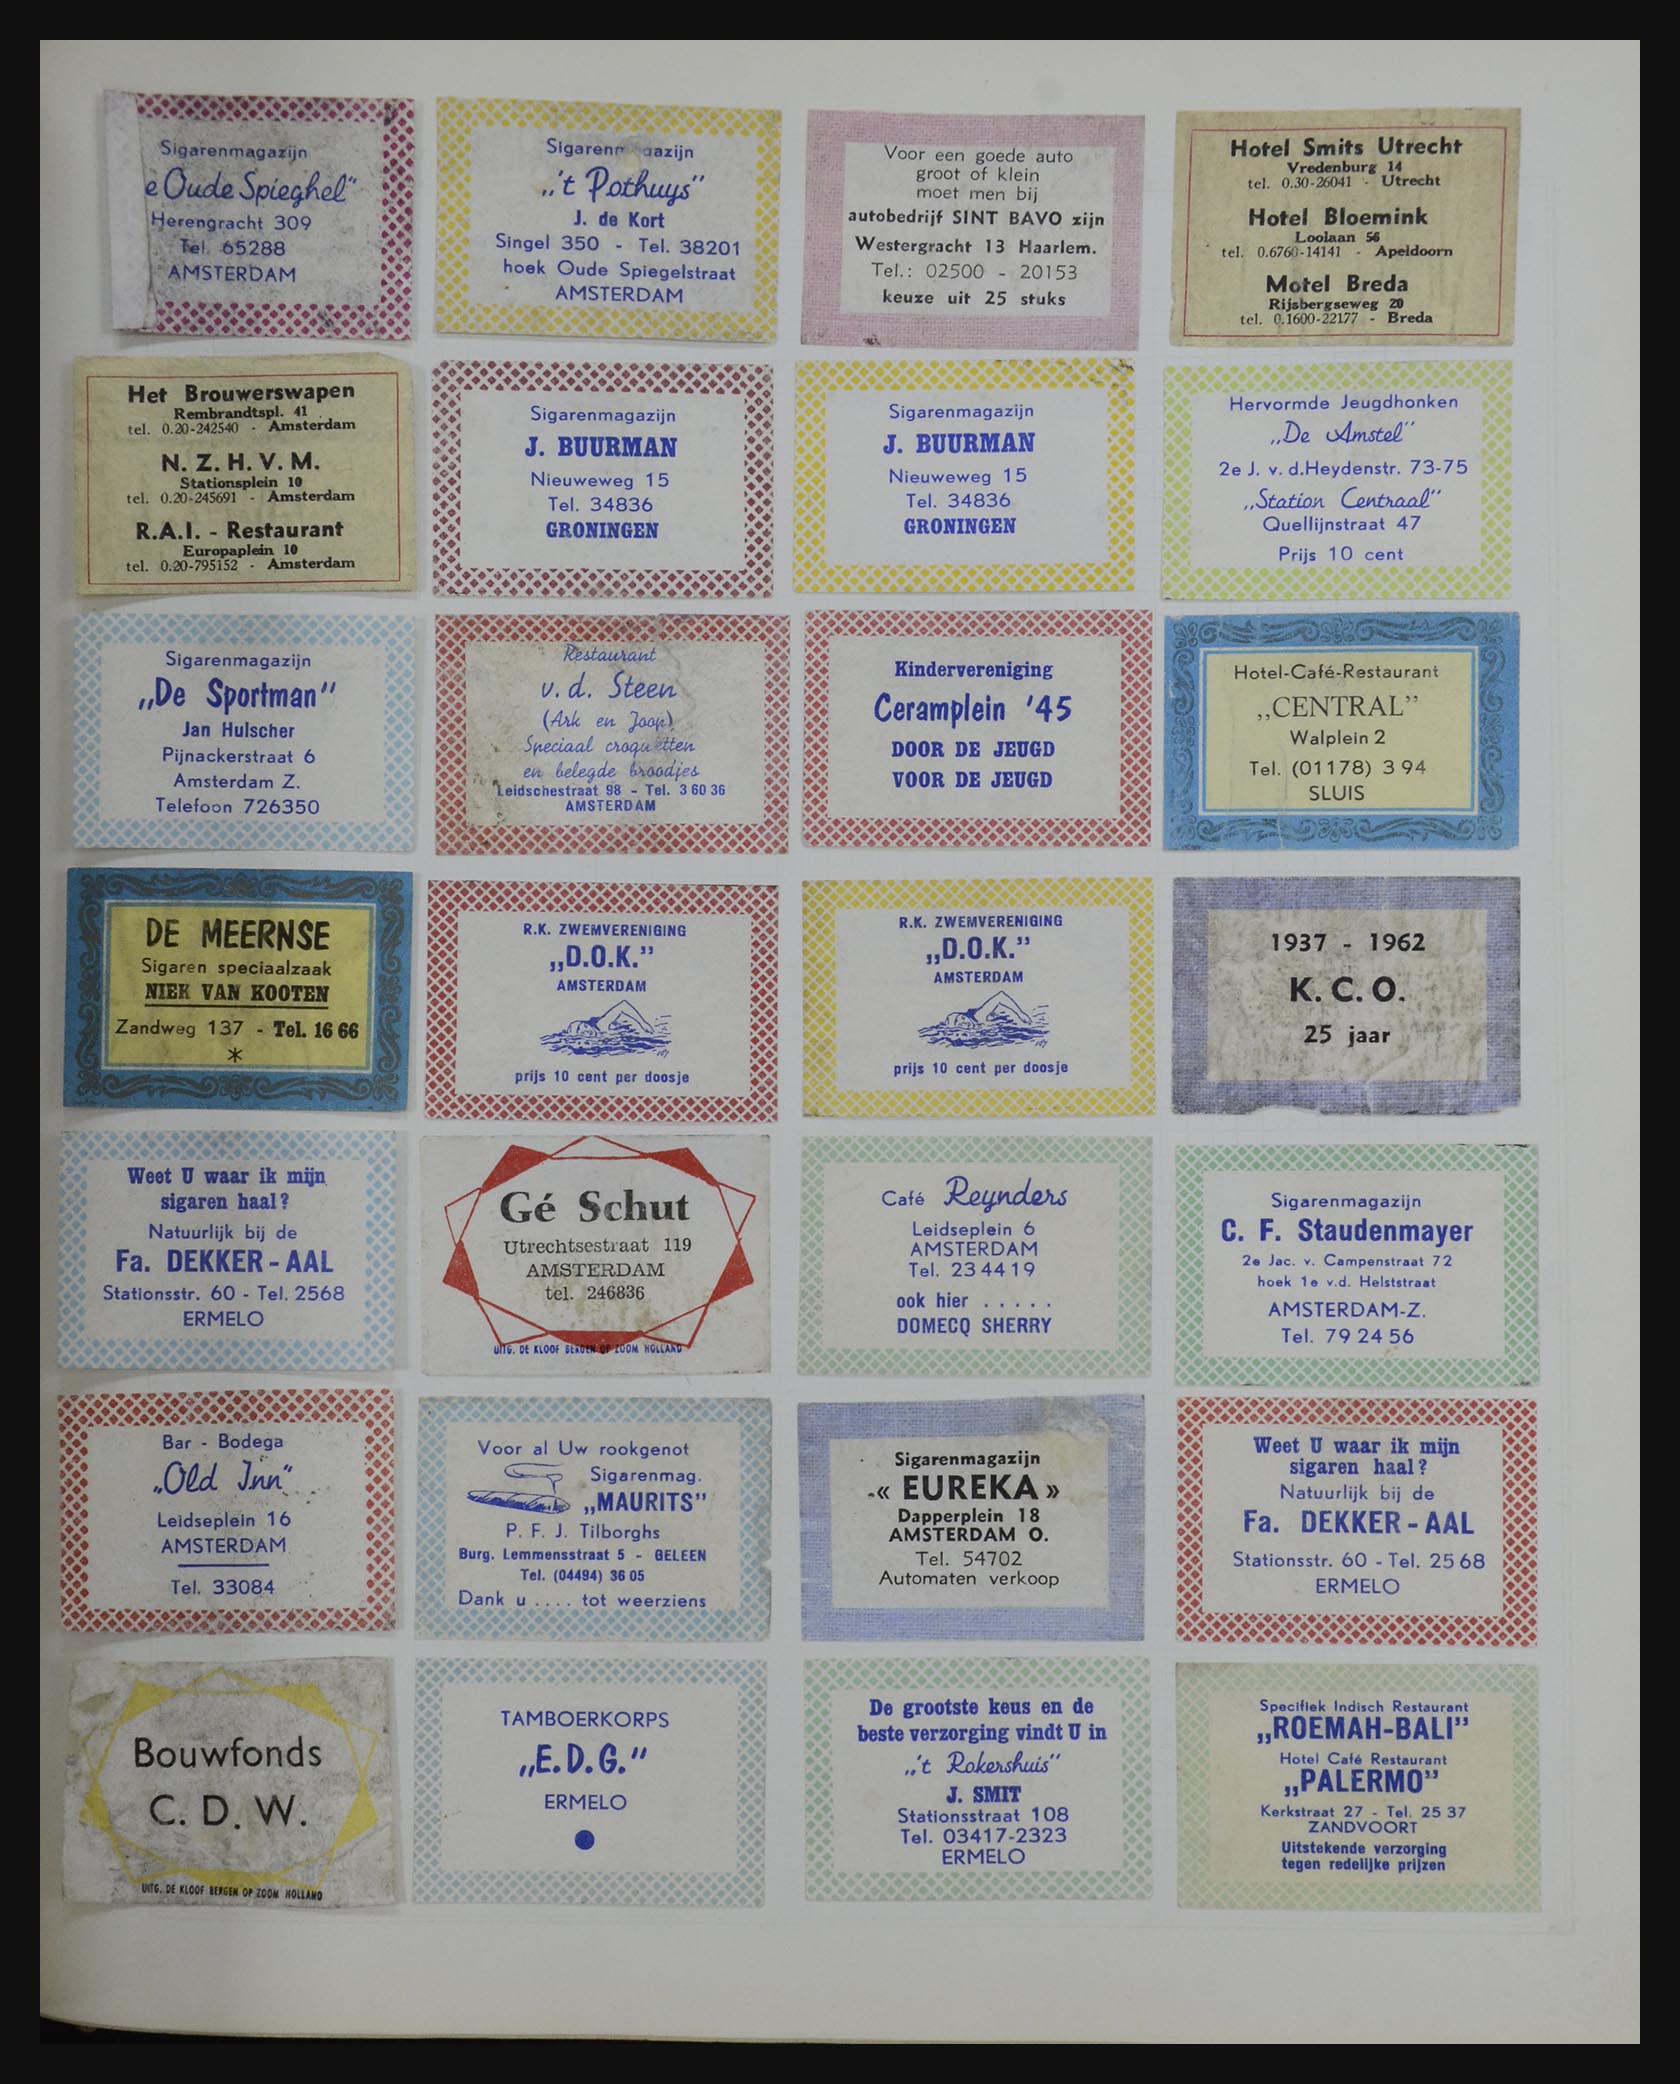 Sigarenmagazijn
e Oude Spieghel"
Herengracht 309
Tel. 65288
AMSTERDAM
Sigarenmagazijn
„'t Pothuys"
J. de Kort
Singel 350 - Tel. 38201
hoek Oude Spiegelstraat
AMSTERDAM
Voor een goede auto
groot of klein
moet men bij
autobedrijf SINT BAVO zijn
Westergracht 13 Haarlem.
Tel.: 02500 - 20153
keuze uit 25 stuks
Hotel Smits Utrecht
Vredenburg 14
tel. 0.30-26041 - Utrecht
Hotel Bloemink
Loolaan 56
tel. 0.6760-14141 - Apeldoorn
Motel Breda
Rijsbergseweg 20
tel. 0.1600-22177 - Breda
Het Brouwerswapen
Rembrandtspl. 41
tel. 0.20-242540 - Amsterdam
N. Z. H. V. M.
Stationsplein 10
tel. 0.20-245691 - Amsterdam
R.A.I. - Restaurant
Europaplein 10
tel. 0.20-795152 - Amsterdam
Sigarenmagazijn
J. BUURMAN
Nieuweweg 15
Tel. 34836
GRONINGEN
Sigarenmagazijn
J. BUURMAN
Nieuweweg 15
Tel. 34836
GRONINGEN
Hervormde Jeugdhonken
„De Amstel"
2e J. v. d.Heydenstr. 73-75
„Station Centraal"
Quellijnstraat 47
Prijs 10 cent
Sigarenmagazijn
„De Sportman"
Jan Hulscher
Pijnackerstraat 6
Amsterdam Z.
Telefoon 726350
Restaurant
v. d. Steen
(Ark en Joop)
Speciaal croquetten
en belegde broodjes
Leidschestraat 98 - Tel. 3 60 36
AMSTERDAM
Kindervereniging
Ceramplein '45
DOOR DE JEUGD
VOOR DE JEUGD
Hotel-Café-Restaurant
„CENTRAL"
Walplein 2
Tel. (01178) 3 94
SLUIS
DE MEERNSE
Sigaren speciaalzaak
NIEK VAN KOOTEN
Zandweg 137 - Tel. 16 66
*
R.K. ZWEMVERENIGING
„D.O.K."
AMSTERDAM
prijs 10 cent per doosje
R.K. ZWEMVERENIGING
„D.O.K."
AMSTERDAM
prijs 10 cent per doosje
1937 - 1962
K. C. O.
25 jaar
Weet U waar ik mijn
sigaren haal?
Natuurlijk bij de
Fa. DEKKER - AAL
Stationsstr. 60 - Tel. 2568
ERMELO
Gé Schut
Utrechtsestraat 119
AMSTERDAM
tel. 246836
UITG. DE KLOOF BERGEN OP ZOOM HOLLAND
Café Reynders
Leidseplein 6
AMSTERDAM
Tel. 23 44 19
ook hier . . . . .
DOMECQ SHERRY
Sigarenmagazijn
C. F. Staudenmayer
2e Jac. v. Campenstraat 72
hoek 1e v.d. Helststraat
AMSTERDAM-Z.
Tel. 79 24 56
Bar - Bodega
„Old Inn"
Leidseplein 16
AMSTERDAM
Tel. 33084
Voor al Uw rookgenot
Sigarenmag.
„MAURITS"
P. F. J. Tilborghs
Burg. Lemmensstraat 5 - GELEEN
Tel. (04494) 36 05
Dank u . . . . tot weerziens
Sigarenmagazijn
« EUREKA »
Dapperplein 18
AMSTERDAM O.
Tel. 54702
Automaten verkoop
Weet U waar ik mijn
sigaren haal?
Natuurlijk bij de
Fa. DEKKER - AAL
Stationsstr. 60 - Tel. 25 68
ERMELO
Bouwfonds
C. D. W.
UITG. DE KLOOF BERGEN OP ZOOM HOLLAND
TAMBOERKORPS
„E.D.G."
ERMELO
De grootste keus en de
beste verzorging vindt U in
„'t Rokershuis"
J. SMIT
Stationsstraat 108
Tel. 03417-2323
ERMELO
Specifiek Indisch Restaurant
„ROEMAH-BALI"
Hotel Café Restaurant
„PALERMO"
Kerkstraat 27 - Tel. 25 37
ZANDVOORT
Uitstekende verzorging
tegen redelijke prijzen